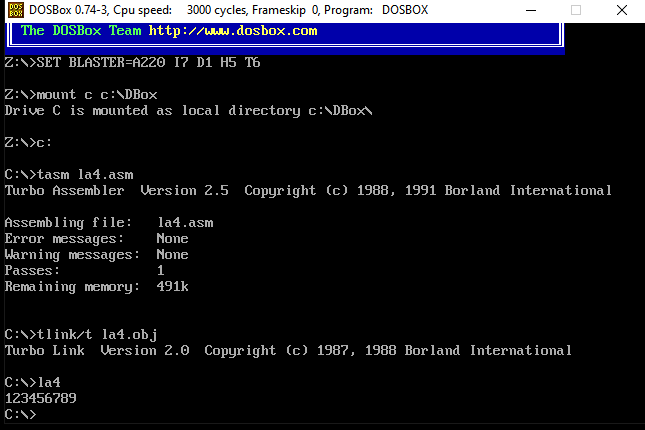 DOS
BOX
DOSBox 0.74-3, Cpu speed: 3000 cycles, Frameskip 0, Program: DOSBOX
The DOSBox Team http://www.dosbox.com
Z:\>SET BLASTER=A220 I7 D1 H5 T6
Z:\>mount c c:\DBox
Drive C is mounted as local directory c:\DBox\
Z:\>c:
C:\>tasm la4.asm
Turbo Assembler  Version 2.5  Copyright (c) 1988, 1991 Borland International
Assembling file:   la4.asm
Error messages:    None
Warning messages:  None
Passes:            1
Remaining memory:  491k
C:\>tlink/t la4.obj
Turbo Link  Version 2.0  Copyright (c) 1987, 1988 Borland International
C:\>la4
123456789
C:\>